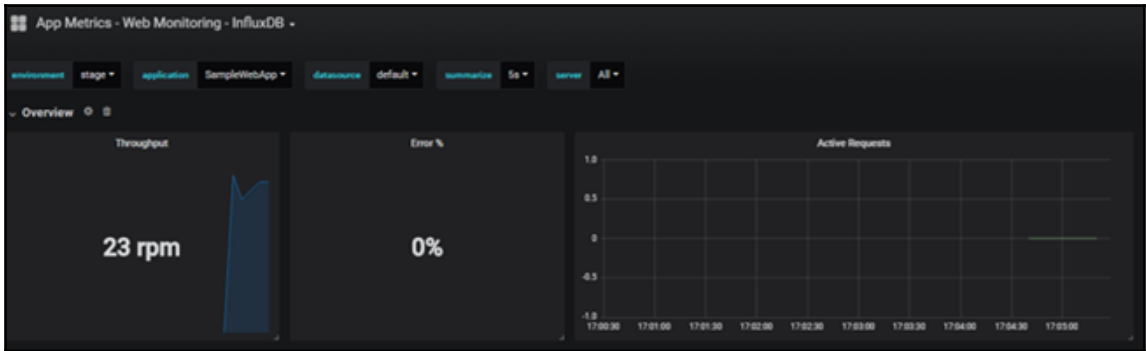 App Metrics - Web Monitoring - InfluxDB
environment stage application SampleWebApp datasource default summarize 5s server All
Overview
Throughput Error % Active Requests
23 rpm
0%
1.0
0.5
0
-0.5
-1.0
17:00:30 17:01:00 17:01:30 17:02:00 17:02:30 17:03:00 17:03:30 17:04:00 17:04:30 17:05:00